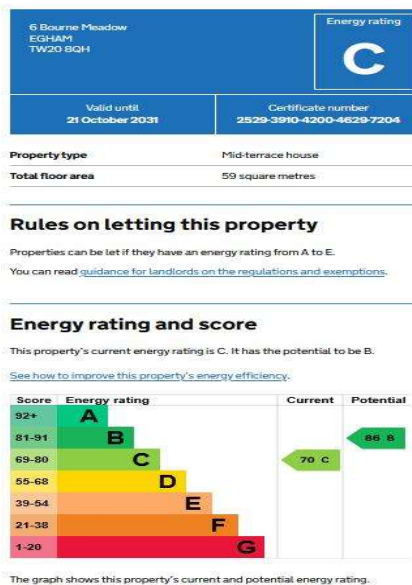 6 Bourne Meadow
EGHAM
TW20 8QH
Energy rating
C
Valid until
21 October 2031
Certificate number
2529-3910-4200-4629-7204
Property type Mid-terrace house
Total floor area 59 square metres
Rules on letting this property
Properties can be let if they have an energy rating from A to E.
You can read guidance for landlords on the regulations and exemptions.
Energy rating and score
This property's current energy rating is C. It has the potential to be B.
See how to improve this property's energy efficiency.
Score Energy rating Current Potential
92+ A
81-91 B 86 B
69-80 C 70 C
55-68 D
39-54 E
21-38 F
1-20 G
The graph shows this property's current and potential energy rating.